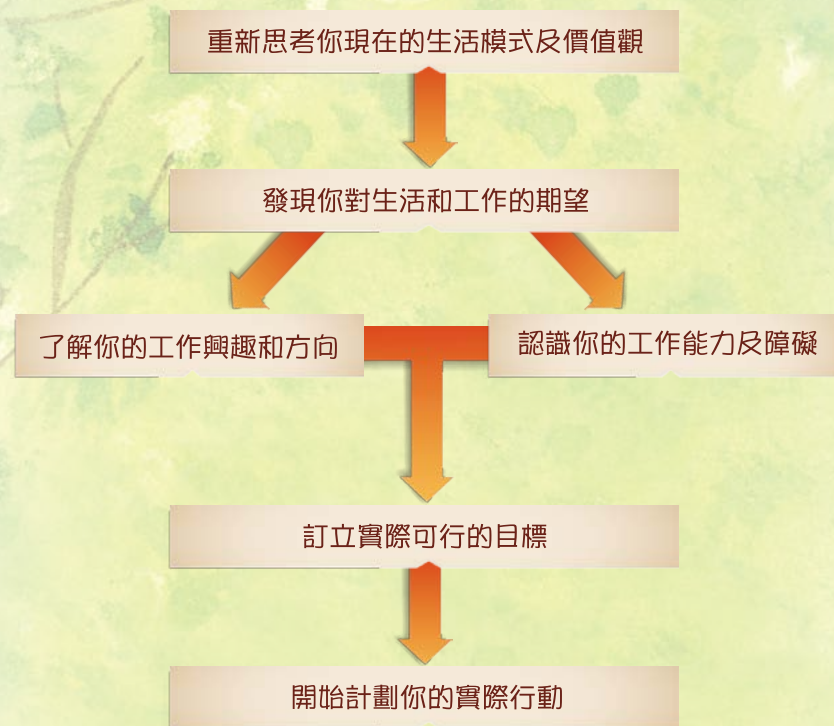 重新思考你現在的生活模式及價值觀
發現你對生活和工作的期望
了解你的工作興趣和方向
認識你的工作能力及障礙
訂立實際可行的目標
開始計劃你的實際行動